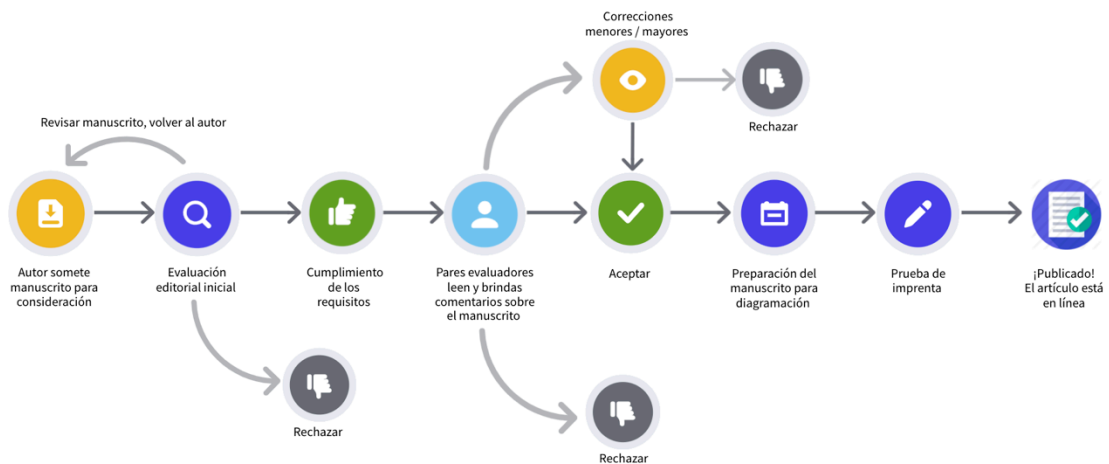 Correcciones
menores / mayores
Rechazar
Revisar manuscrito, volver al autor
Autor somete
manuscrito para
consideración
Evaluación
editorial inicial
Cumplimiento
de los
requisitos
Pares evaluadores
leen y brindas
comentarios sobre
el manuscrito
Aceptar
Preparación del
manuscrito para
diagramación
Prueba de
imprenta
¡Publicado!
El artículo está
en línea
Rechazar
Rechazar